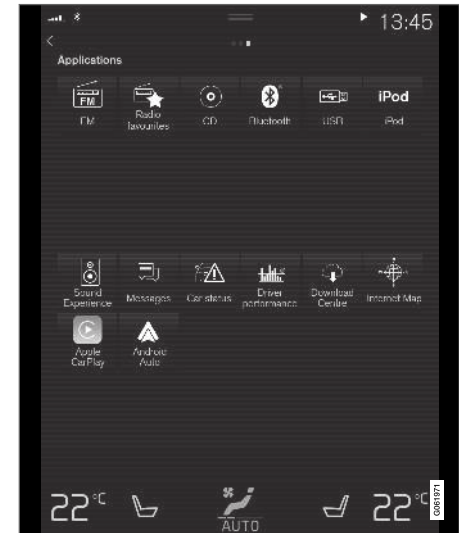 13:45
Applications
FM
iPod
FM
Radio favourites
CD
Bluetooth
USB
iPod
Sound Experience
Messages
Car status
Driver performance
Download Centre
Internet Map
Apple CarPlay
Android Auto
22°C
AUTO
22°C
G061971